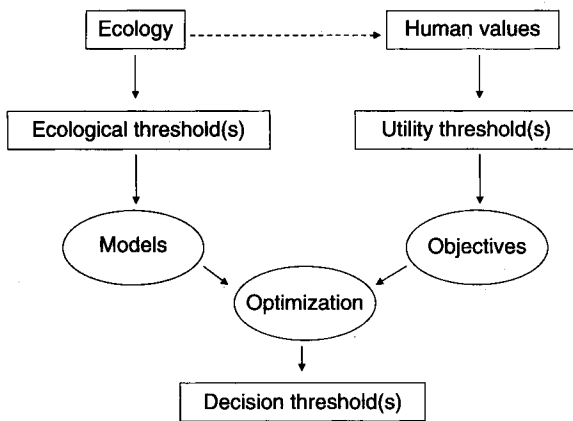 Ecology
Human values
Ecological threshold(s)
Utility threshold(s)
Models
Objectives
Optimization
Decision threshold(s)